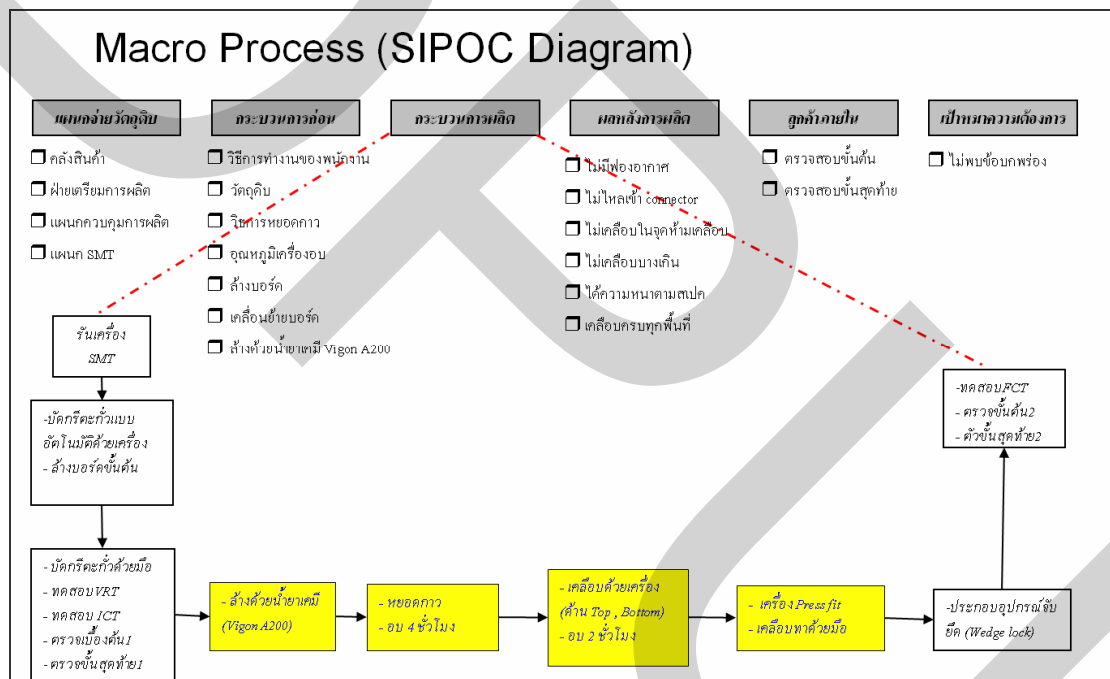 Macro Process (SIPOC Diagram)
แผนกจ่ายวัตถุดิบ
คลังสินค้า
ฝ่ายเตรียมการผลิต
แผนกควบคุมการผลิต
แผนก SMT
กระบวนการก่อน
วิธีการทำงานของพนักงาน
วัตถุดิบ
วิธีการหยอดกาว
อุณหภูมิเครื่องอบ
ล้างบอร์ด
เคลื่อนย้ายบอร์ด
ล้างด้วยน้ำยาเคมี Vigon A200
กระบวนการผลิต
ผลหลังการผลิต
ไม่มีฟองอากาศ
ไม่ไหลเข้า connector
ไม่เคลือบในจุดห้ามเคลือบ
ไม่เคลือบบางเกิน
ได้ความหนาตามสเปค
เคลือบครบทุกพื้นที่
ลูกค้าภายใน
ตรวจสอบขั้นต้น
ตรวจสอบขั้นสุดท้าย
เป้าหมาความต้องการ
ไม่พบข้อบกพร่อง
รันเครื่อง
SMT
-บัดกรีตะกั่วแบบ
อัตโนมัติด้วยเครื่อง
- ล้างบอร์ดขั้นต้น
- บัดกรีตะกั่วด้วยมือ
- ทดสอบ VRT
- ทดสอบ ICT
- ตรวจเบื้องต้น1
- ตรวจขั้นสุดท้าย1
- ล้างด้วยน้ำยาเคมี
(Vigon A200)
- หยอดกาว
- อบ 4 ชั่วโมง
- เคลือบด้วยเครื่อง
(ด้าน Top , Bottom)
- อบ 2 ชั่วโมง
- เครื่อง Press fit
- เคลือบทาด้วยมือ
-ประกอบอุปกรณ์จับ
ยึด (Wedge lock)
-ทดสอบFCT
- ตรวจขั้นต้น2
- ตัวขั้นสุดท้าย2